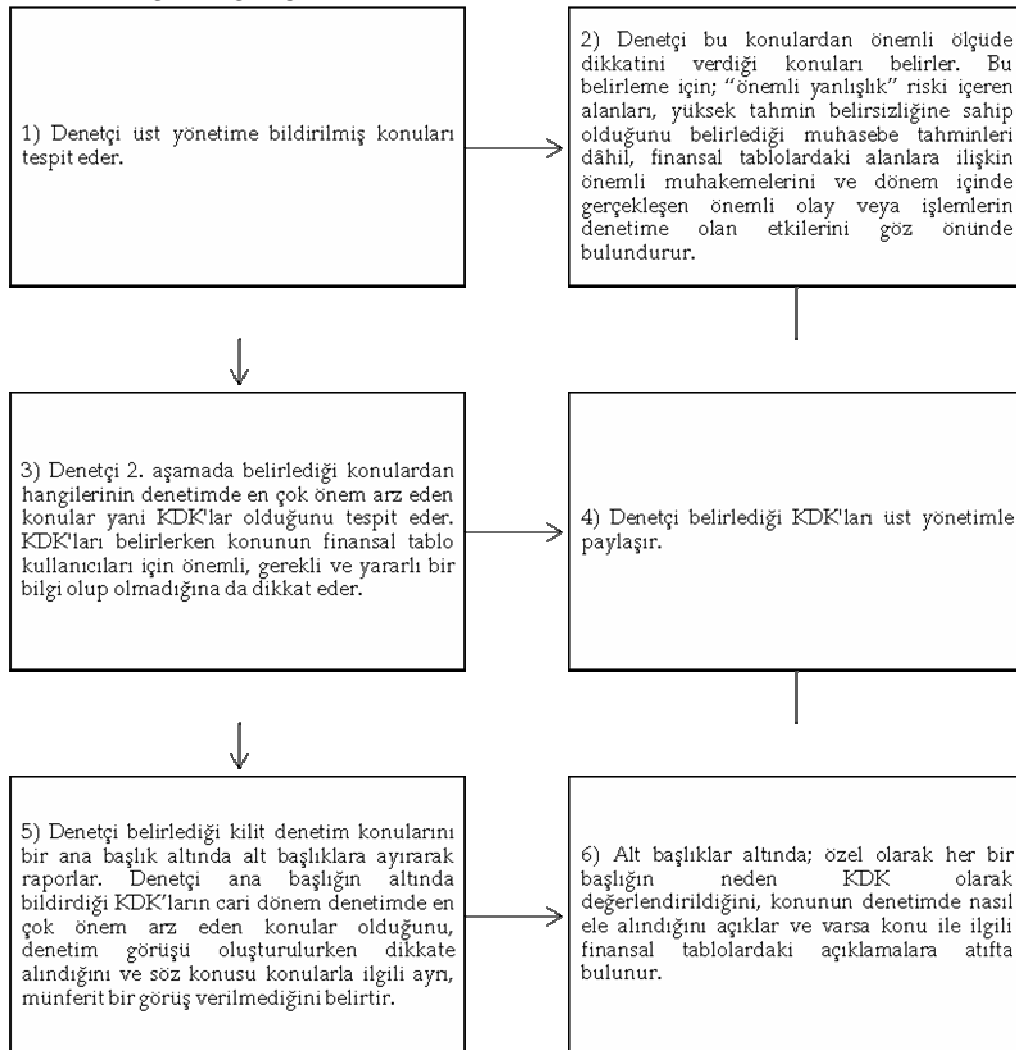 1) Denetçi üst yönetime bildirilmiş konuları
tespit eder.
2) Denetçi bu konulardan önemli ölçüde
dikkatini verdiği konuları belirler. Bu
belirleme için; “önemli yanlışlık” riski içeren
alanları, yüksek tahmin belirsizliğine sahip
olduğunu belirlediği muhasebe tahminleri
dâhil, finansal tablolardaki alanlara ilişkin
önemli muhakemelerini ve dönem içinde
gerçekleşen önemli olay veya işlemlerin
denetime olan etkilerini göz önünde
bulundurur.
3) Denetçi 2. aşamada belirlediği konulardan
hangilerinin denetimde en çok önem arz eden
konular yani KDK'lar olduğunu tespit eder.
KDK'ları belirlerken konunun finansal tablo
kullanıcıları için önemli, gerekli ve yararlı bir
bilgi olup olmadığına da dikkat eder.
4) Denetçi belirlediği KDK'ları üst yönetimle
paylaşır.
5) Denetçi belirlediği kilit denetim konularını
bir ana başlık altında alt başlıklara ayırarak
raporlar. Denetçi ana başlığın altında
bildirdiği KDK'ların cari dönem denetimde en
çok önem arz eden konular olduğunu,
denetim görüşü oluşturulurken dikkate
alındığını ve söz konusu konularla ilgili ayrı,
münferit bir görüş verilmediğini belirtir.
6) Alt başlıklar altında; özel olarak her bir
başlığın neden KDK olarak
değerlendirildiğini, konunun denetimde nasıl
ele alındığını açıklar ve varsa konu ile ilgili
finansal tablolardaki açıklamalara atıfta
bulunur.